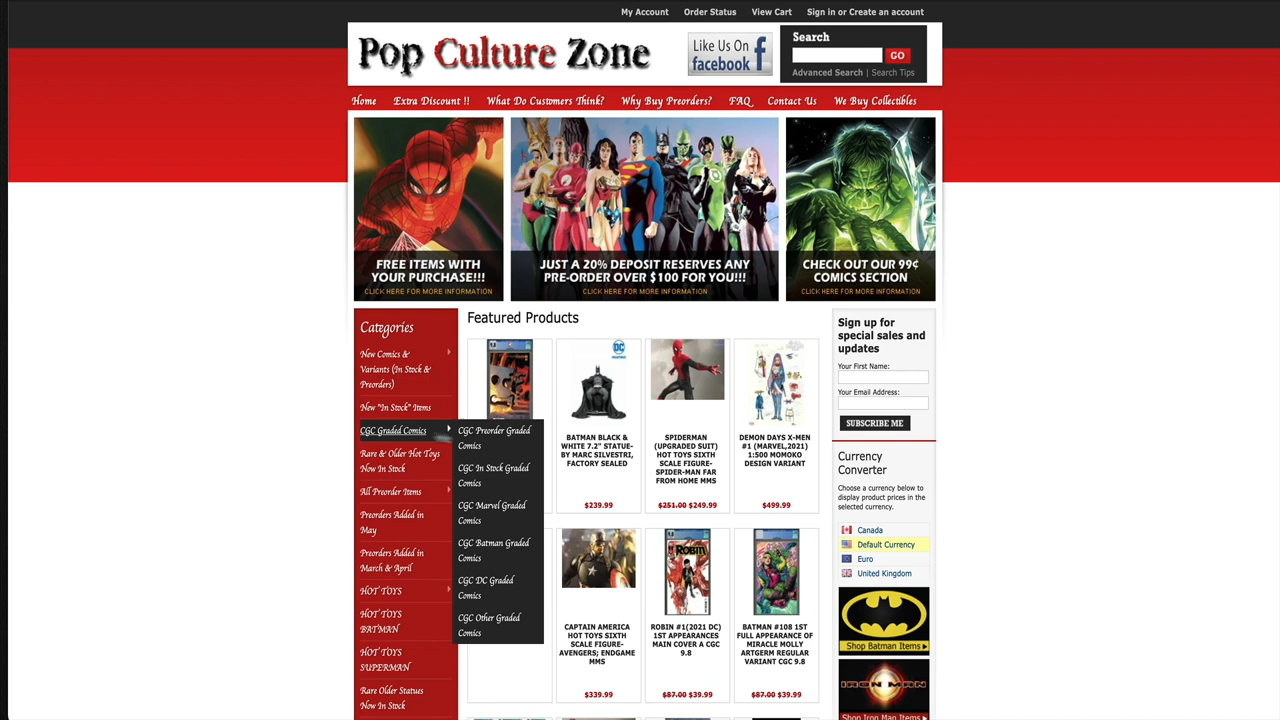 My Account Order Status View Cart Sign in or Create an account
Pop Culture Zone
Like Us On
facebook
Search
GO
Advanced Search | Search Tips
Home Extra Discount !! What Do Customers Think? Why Buy Preorders? FAQ Contact Us We Buy Collectibles
FREE ITEMS WITH
YOUR PURCHASE!!!
CLICK HERE FOR MORE INFORMATION
JUST A 20% DEPOSIT RESERVES ANY
PRE-ORDER OVER $100 FOR YOU!!!
CLICK HERE FOR MORE INFORMATION
CHECK OUT OUR 99¢
COMICS SECTION
CLICK HERE FOR MORE INFORMATION
Categories
New Comics &
Variants (In Stock &
Preorders)
New "In Stock" Items
CGC Graded Comics
Rare & Older Hot Toys
Now In Stock
All Preorder Items
Preorders Added in
May
Preorders Added in
March & April
HOT TOYS
HOT TOYS
BATMAN
HOT TOYS
SUPERMAN
Rare Older Statues
Now In Stock
CGC Preorder Graded
Comics
CGC In Stock Graded
Comics
CGC Marvel Graded
Comics
CGC Batman Graded
Comics
CGC DC Graded
Comics
CGC Other Graded
Comics
Featured Products
DC
BATMAN BLACK &
WHITE 7.2" STATUE-
BY MARC SILVESTRI,
FACTORY SEALED
$239.99
SPIDERMAN
(UPGRADED SUIT)
HOT TOYS SIXTH
SCALE FIGURE-
SPIDER-MAN FAR
FROM HOME MMS
$251.00 $249.99
DEMON DAYS X-MEN
#1 (MARVEL,2021)
1:500 MOMOKO
DESIGN VARIANT
$499.99
CAPTAIN AMERICA
HOT TOYS SIXTH
SCALE FIGURE-
AVENGERS; ENDGAME
MMS
$339.99
ROBIN
ROBIN #1(2021 DC)
1ST APPEARANCES
MAIN COVER A CGC
9.8
$87.00 $39.99
BATMAN #108 1ST
FULL APPEARANCE OF
MIRACLE MOLLY
ARTGERM REGULAR
VARIANT CGC 9.8
$87.00 $39.99
Sign up for
special sales and
updates
Your First Name:
Your Email Address:
SUBSCRIBE ME
Currency
Converter
Choose a currency below to
display product prices in the
selected currency.
Canada
Default Currency
Euro
United Kingdom
Shop Batman Items
IRON MAN
Shop Iron Man Items